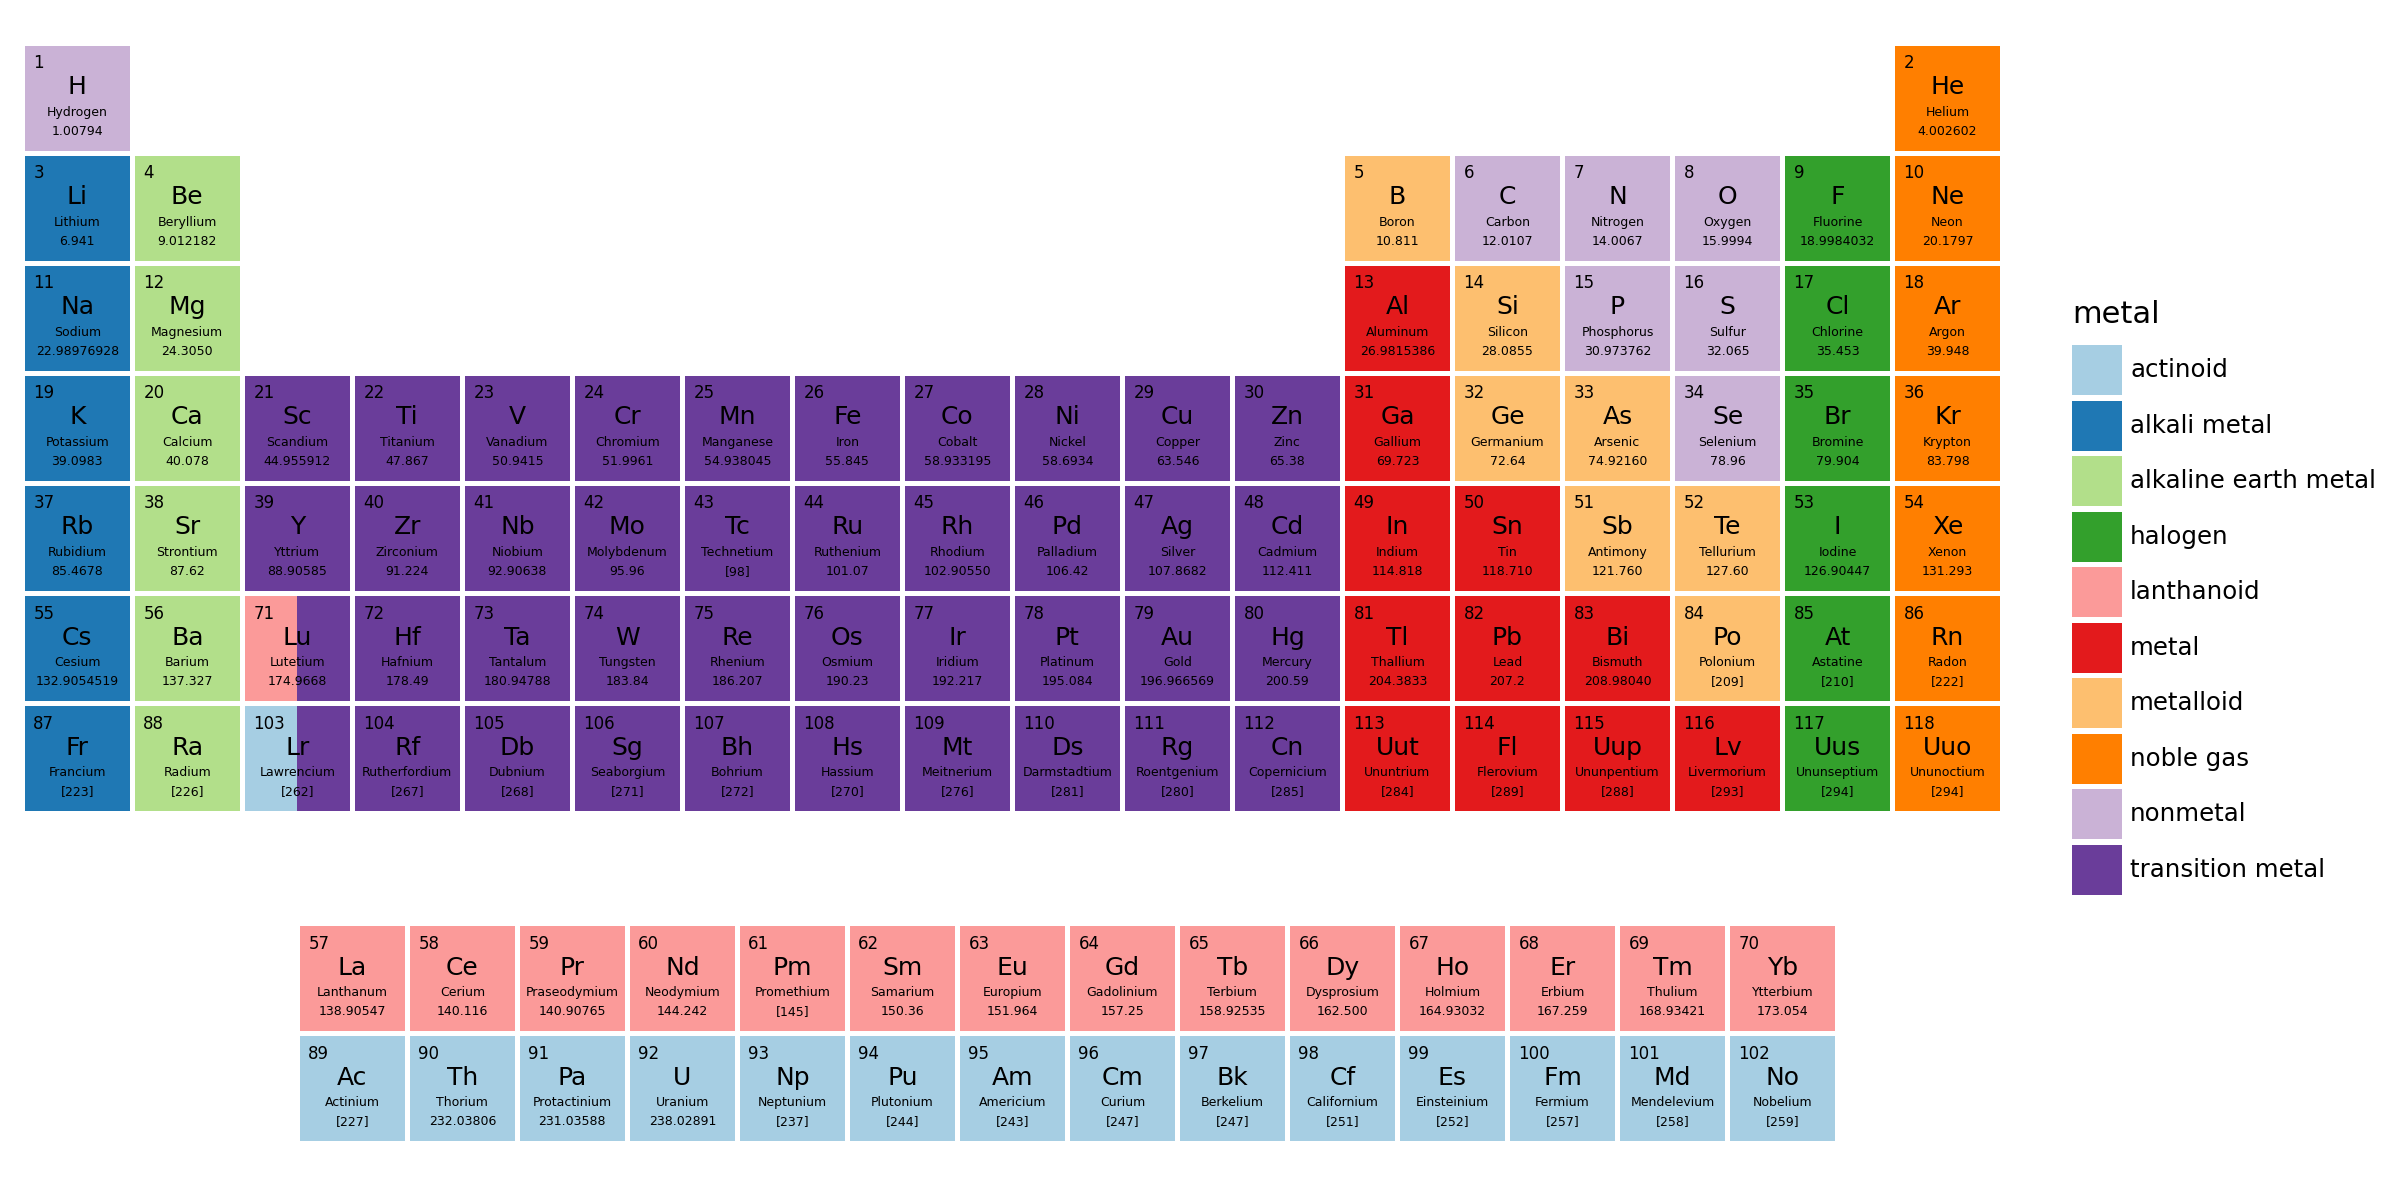 1
H
Hydrogen
1.00794
2
He
Helium
4.002602
3
Li
Lithium
6.941
4
Be
Beryllium
9.012182
5
B
Boron
10.811
6
C
Carbon
12.0107
7
N
Nitrogen
14.0067
8
O
Oxygen
15.9994
9
F
Fluorine
18.9984032
10
Ne
Neon
20.1797
11
Na
Sodium
22.98976928
12
Mg
Magnesium
24.3050
13
Al
Aluminum
26.9815386
14
Si
Silicon
28.0855
15
P
Phosphorus
30.973762
16
S
Sulfur
32.065
17
Cl
Chlorine
35.453
18
Ar
Argon
39.948
19
K
Potassium
39.0983
20
Ca
Calcium
40.078
21
Sc
Scandium
44.955912
22
Ti
Titanium
47.867
23
V
Vanadium
50.9415
24
Cr
Chromium
51.9961
25
Mn
Manganese
54.938045
26
Fe
Iron
55.845
27
Co
Cobalt
58.933195
28
Ni
Nickel
58.6934
29
Cu
Copper
63.546
30
Zn
Zinc
65.38
31
Ga
Gallium
69.723
32
Ge
Germanium
72.64
33
As
Arsenic
74.92160
34
Se
Selenium
78.96
35
Br
Bromine
79.904
36
Kr
Krypton
83.798
37
Rb
Rubidium
85.4678
38
Sr
Strontium
87.62
39
Y
Yttrium
88.90585
40
Zr
Zirconium
91.224
41
Nb
Niobium
92.90638
42
Mo
Molybdenum
95.96
43
Tc
Technetium
[98]
44
Ru
Ruthenium
101.07
45
Rh
Rhodium
102.90550
46
Pd
Palladium
106.42
47
Ag
Silver
107.8682
48
Cd
Cadmium
112.411
49
In
Indium
114.818
50
Sn
Tin
118.710
51
Sb
Antimony
121.760
52
Te
Tellurium
127.60
53
I
Iodine
126.90447
54
Xe
Xenon
131.293
55
Cs
Cesium
132.9054519
56
Ba
Barium
137.327
71
Lu
Lutetium
174.9668
72
Hf
Hafnium
178.49
73
Ta
Tantalum
180.94788
74
W
Tungsten
183.84
75
Re
Rhenium
186.207
76
Os
Osmium
190.23
77
Ir
Iridium
192.217
78
Pt
Platinum
195.084
79
Au
Gold
196.966569
80
Hg
Mercury
200.59
81
Tl
Thallium
204.3833
82
Pb
Lead
207.2
83
Bi
Bismuth
208.98040
84
Po
Polonium
[209]
85
At
Astatine
[210]
86
Rn
Radon
[222]
87
Fr
Francium
[223]
88
Ra
Radium
[226]
103
Lr
Lawrencium
[262]
104
Rf
Rutherfordium
[267]
105
Db
Dubnium
[268]
106
Sg
Seaborgium
[271]
107
Bh
Bohrium
[272]
108
Hs
Hassium
[270]
109
Mt
Meitnerium
[276]
110
Ds
Darmstadtium
[281]
111
Rg
Roentgenium
[280]
112
Cn
Copernicium
[285]
113
Uut
Ununtrium
[284]
114
Fl
Flerovium
[289]
115
Uup
Ununpentium
[288]
116
Lv
Livermorium
[293]
117
Uus
Ununseptium
[294]
118
Uuo
Ununoctium
[294]
57
La
Lanthanum
138.90547
58
Ce
Cerium
140.116
59
Pr
Praseodymium
140.90765
60
Nd
Neodymium
144.242
61
Pm
Promethium
[145]
62
Sm
Samarium
150.36
63
Eu
Europium
151.964
64
Gd
Gadolinium
157.25
65
Tb
Terbium
158.92535
66
Dy
Dysprosium
162.500
67
Ho
Holmium
164.93032
68
Er
Erbium
167.259
69
Tm
Thulium
168.93421
70
Yb
Ytterbium
173.054
89
Ac
Actinium
[227]
90
Th
Thorium
232.03806
91
Pa
Protactinium
231.03588
92
U
Uranium
238.02891
93
Np
Neptunium
[237]
94
Pu
Plutonium
[244]
95
Am
Americium
[243]
96
Cm
Curium
[247]
97
Bk
Berkelium
[247]
98
Cf
Californium
[251]
99
Es
Einsteinium
[252]
100
Fm
Fermium
[257]
101
Md
Mendelevium
[258]
102
No
Nobelium
[259]
metal
actinoid
alkali metal
alkaline earth metal
halogen
lanthanoid
metal
metalloid
noble gas
nonmetal
transition metal